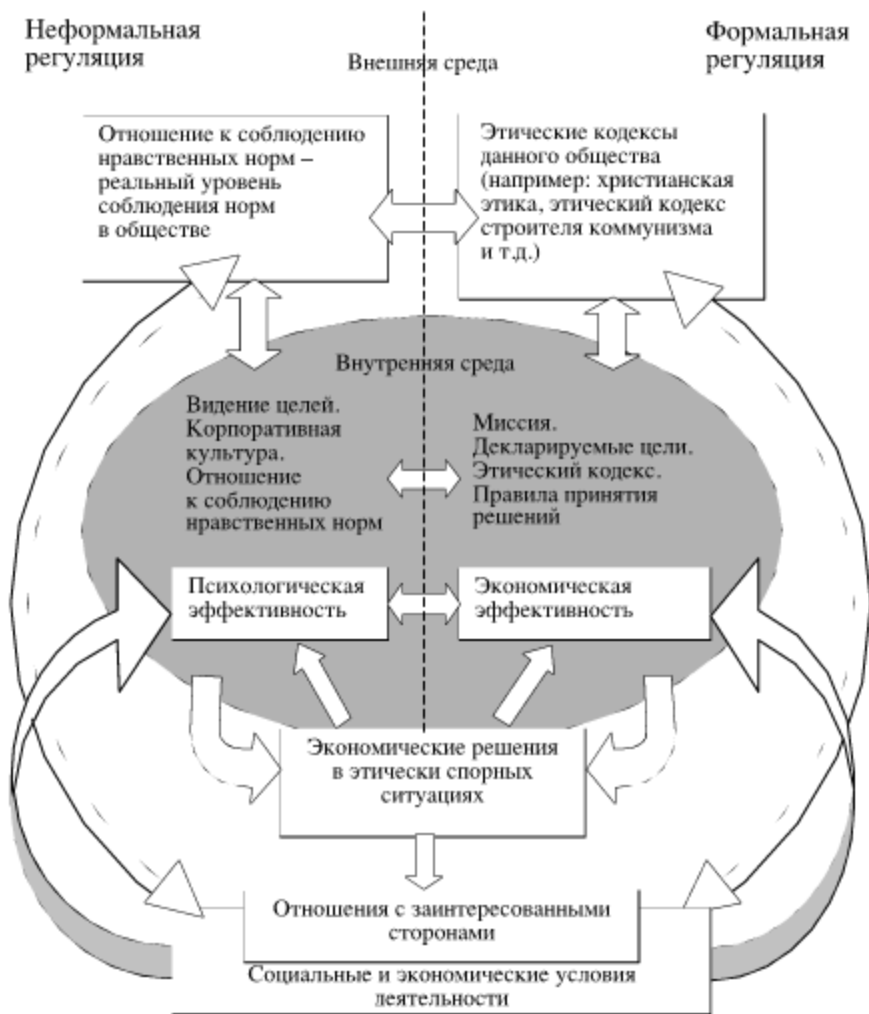 Неформальная
регуляция
Формальная
регуляция
Внешняя среда
Отношение к соблюдению
нравственных норм –
реальный уровень
соблюдения норм
в обществе
Этические кодексы
данного общества
(например: христианская
этика, этический кодекс
строителя коммунизма
и т.д.)
Внутренняя среда
Видение целей.
Корпоративная
культура.
Отношение
к соблюдению
нравственных норм
Миссия.
Декларируемые цели.
Этический кодекс.
Правила принятия
решений
Психологическая
эффективность
Экономическая
эффективность
Экономические решения
в этически спорных
ситуациях
Отношения с заинтересованными
сторонами
Социальные и экономические условия
деятельности